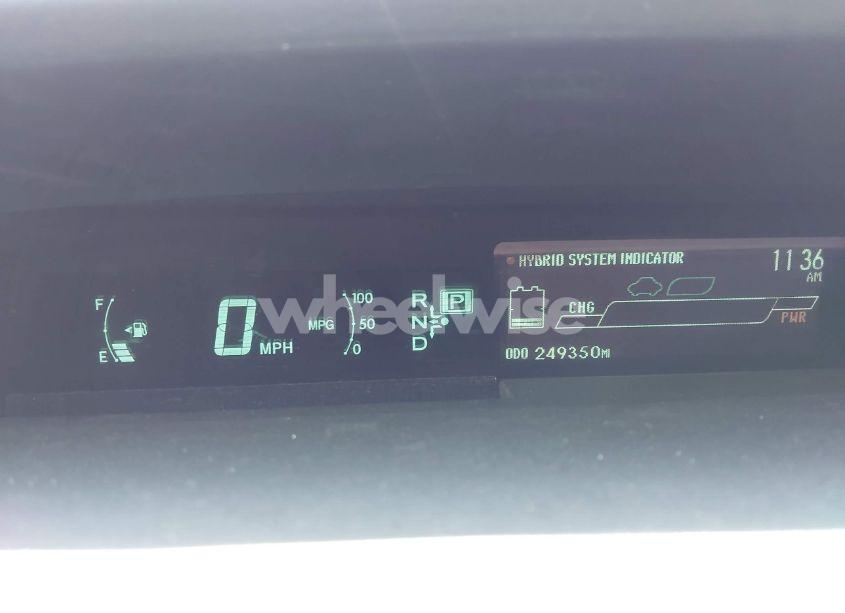 HYBRID SYSTEM INDICATOR
11 36
AM
F
E
0 MPH
MPG
100
50
0
R
P
N
D
CHG
PWR
ODO 249350MI
wheelwise